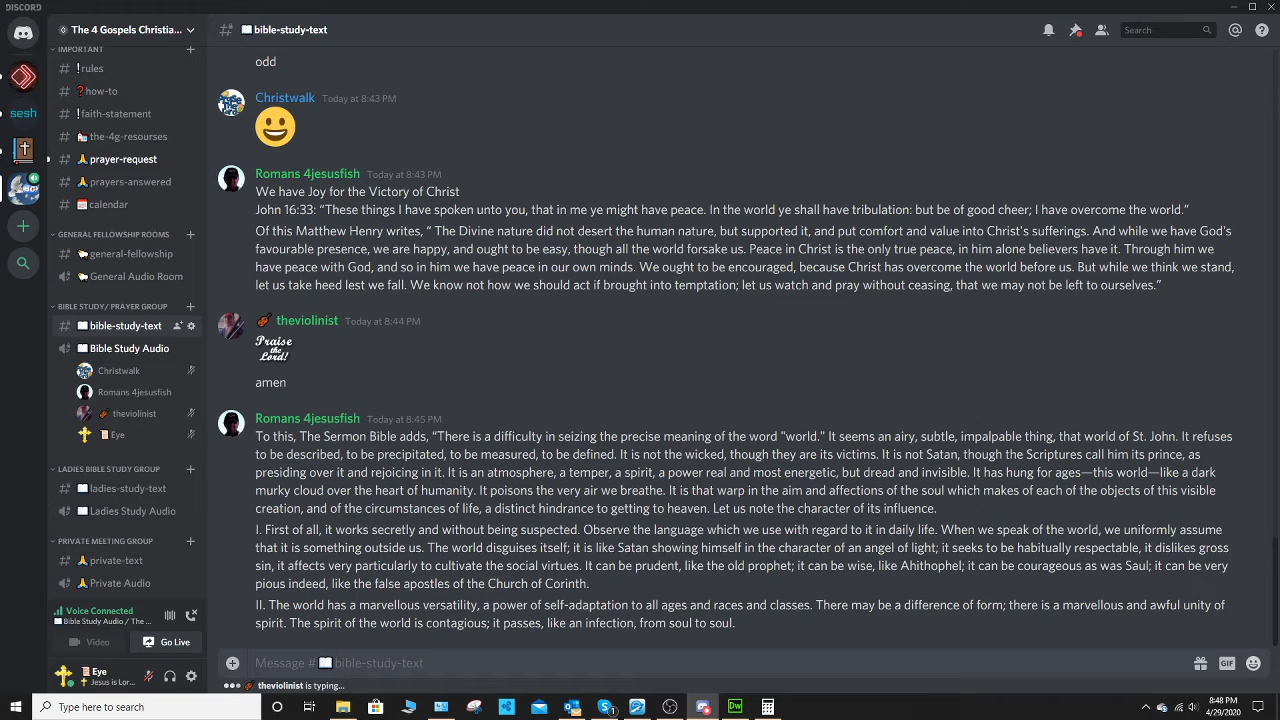 DISCORD
The 4 Gospels Christia...
IMPORTANT
rules
how-to
faith-statement
the-4g-resourses
prayer-request
prayers-answered
calendar
GENERAL FELLOWSHIP ROOMS
general-fellowship
General Audio Room
BIBLE STUDY/ PRAYER GROUP
bible-study-text
Bible Study Audio
Christwalk
Romans 4jesusfish
theviolinist
Eye
LADIES BIBLE STUDY GROUP
ladies-study-text
Ladies Study Audio
PRIVATE MEETING GROUP
private-text
Private Audio
Voice Connected
Bible Study Audio / The ...
Video
Go Live
Eye
Jesus is Lor...
sesh
bible-study-text
Search
odd
Christwalk Today at 8:43 PM
Romans 4jesusfish Today at 8:43 PM
We have Joy for the Victory of Christ
John 16:33: “These things I have spoken unto you, that in me ye might have peace. In the world ye shall have tribulation: but be of good cheer; I have overcome the world.”
Of this Matthew Henry writes, “ The Divine nature did not desert the human nature, but supported it, and put comfort and value into Christ's sufferings. And while we have God's
favourable presence, we are happy, and ought to be easy, though all the world forsake us. Peace in Christ is the only true peace, in him alone believers have it. Through him we
have peace with God, and so in him we have peace in our own minds. We ought to be encouraged, because Christ has overcome the world before us. But while we think we stand,
let us take heed lest we fall. We know not how we should act if brought into temptation; let us watch and pray without ceasing, that we may not be left to ourselves.”
theviolinist Today at 8:44 PM
Praise
the
Lord!
amen
Romans 4jesusfish Today at 8:45 PM
To this, The Sermon Bible adds, “There is a difficulty in seizing the precise meaning of the word "world." It seems an airy, subtle, impalpable thing, that world of St. John. It refuses
to be described, to be precipitated, to be measured, to be defined. It is not the wicked, though they are its victims. It is not Satan, though the Scriptures call him its prince, as
presiding over it and rejoicing in it. It is an atmosphere, a temper, a spirit, a power real and most energetic, but dread and invisible. It has hung for ages—this world—like a dark
murky cloud over the heart of humanity. It poisons the very air we breathe. It is that warp in the aim and affections of the soul which makes of each of the objects of this visible
creation, and of the circumstances of life, a distinct hindrance to getting to heaven. Let us note the character of its influence.
I. First of all, it works secretly and without being suspected. Observe the language which we use with regard to it in daily life. When we speak of the world, we uniformly assume
that it is something outside us. The world disguises itself; it is like Satan showing himself in the character of an angel of light; it seeks to be habitually respectable, it dislikes gross
sin, it affects very particularly to cultivate the social virtues. It can be prudent, like the old prophet; it can be wise, like Ahithophel; it can be courageous as was Saul; it can be very
pious indeed, like the false apostles of the Church of Corinth.
II. The world has a marvellous versatility, a power of self-adaptation to all ages and races and classes. There may be a difference of form; there is a marvellous and awful unity of
spirit. The spirit of the world is contagious; it passes, like an infection, from soul to soul.
Message # bible-study-text
GIF
theviolinist is typing...
Type here to search
Dw
8:48 PM
4/29/2020